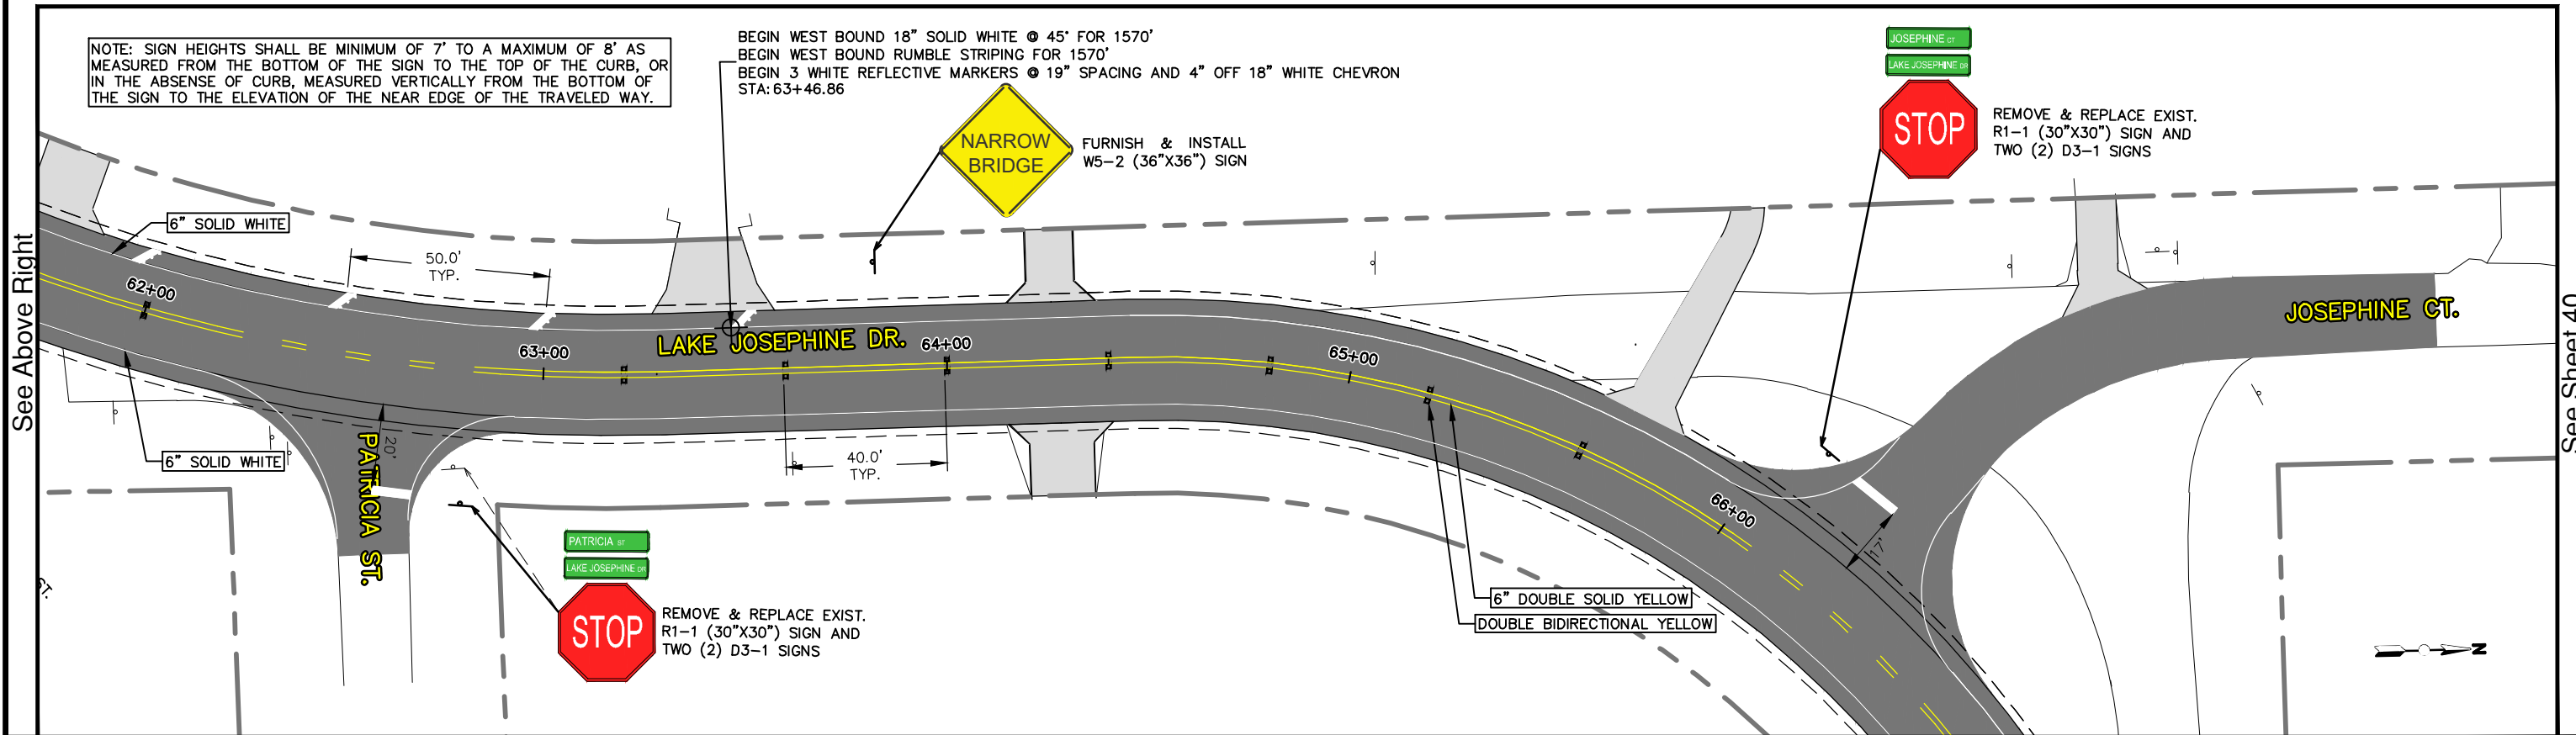 NOTE: SIGN HEIGHTS SHALL BE MINIMUM OF 7' TO A MAXIMUM OF 8' AS
MEASURED FROM THE BOTTOM OF THE SIGN TO THE TOP OF THE CURB, OR
IN THE ABSENSE OF CURB, MEASURED VERTICALLY FROM THE BOTTOM OF
THE SIGN TO THE ELEVATION OF THE NEAR EDGE OF THE TRAVELED WAY.
BEGIN WEST BOUND 18" SOLID WHITE @ 45° FOR 1570'
BEGIN WEST BOUND RUMBLE STRIPING FOR 1570'
BEGIN 3 WHITE REFLECTIVE MARKERS @ 19" SPACING AND 4" OFF 18" WHITE CHEVRON
STA:63+46.86
NARROW
BRIDGE
FURNISH & INSTALL
W5-2 (36"X36") SIGN
JOSEPHINE CT
LAKE JOSEPHINE DR
STOP
REMOVE & REPLACE EXIST.
R1-1 (30"X30") SIGN AND
TWO (2) D3-1 SIGNS
See Above Right
6" SOLID WHITE
50.0'
TYP.
62+00
63+00
LAKE JOSEPHINE DR.
64+00
65+00
66+00
JOSEPHINE CT.
See Sheet 40
6" SOLID WHITE
PATRICIA ST.
20'
40.0'
TYP.
17'
PATRICIA ST
LAKE JOSEPHINE DR
STOP
REMOVE & REPLACE EXIST.
R1-1 (30"X30") SIGN AND
TWO (2) D3-1 SIGNS
6" DOUBLE SOLID YELLOW
DOUBLE BIDIRECTIONAL YELLOW
ST.
N